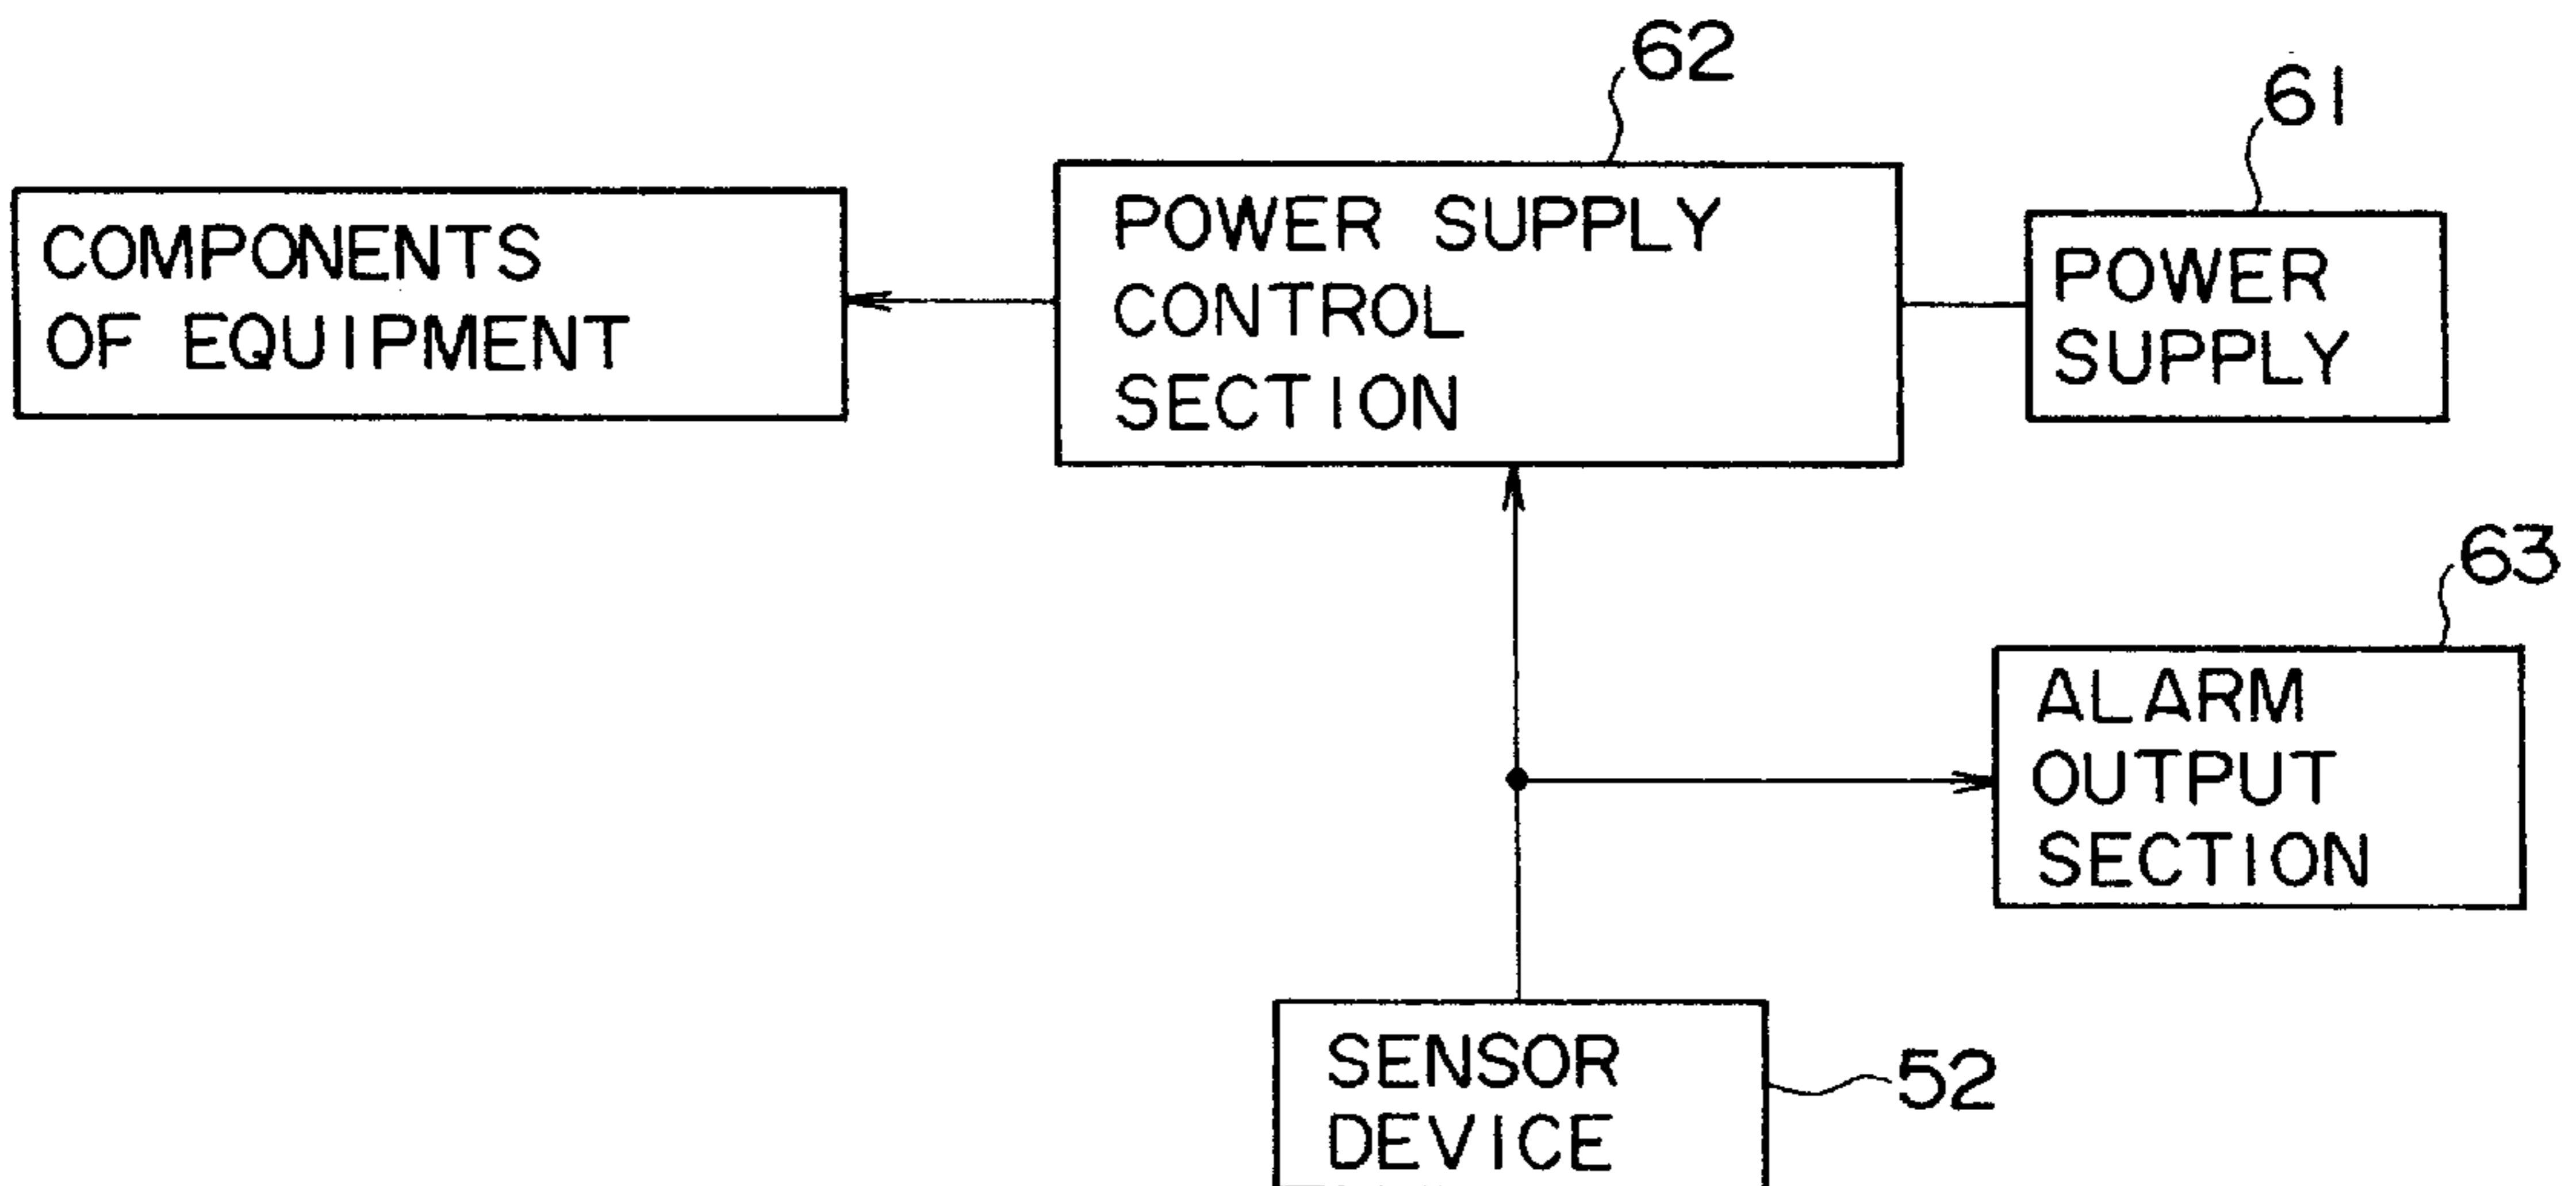 62
61
COMPONENTS
OF EQUIPMENT
POWER SUPPLY
CONTROL
SECTION
POWER
SUPPLY
63
ALARM
OUTPUT
SECTION
SENSOR
DEVICE
52